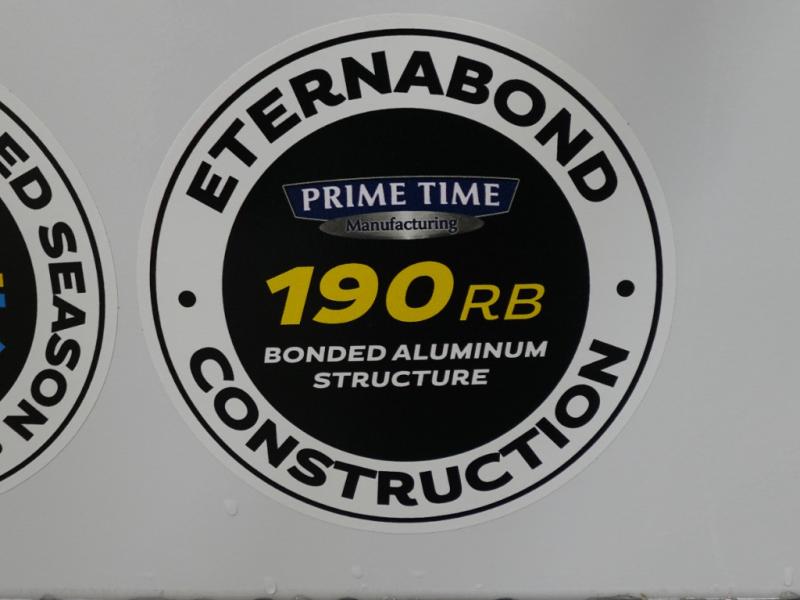 ED SEASON
ETERNABOND
PRIME TIME
Manufacturing
190 RB
BONDED ALUMINUM
STRUCTURE
CONSTRUCTION